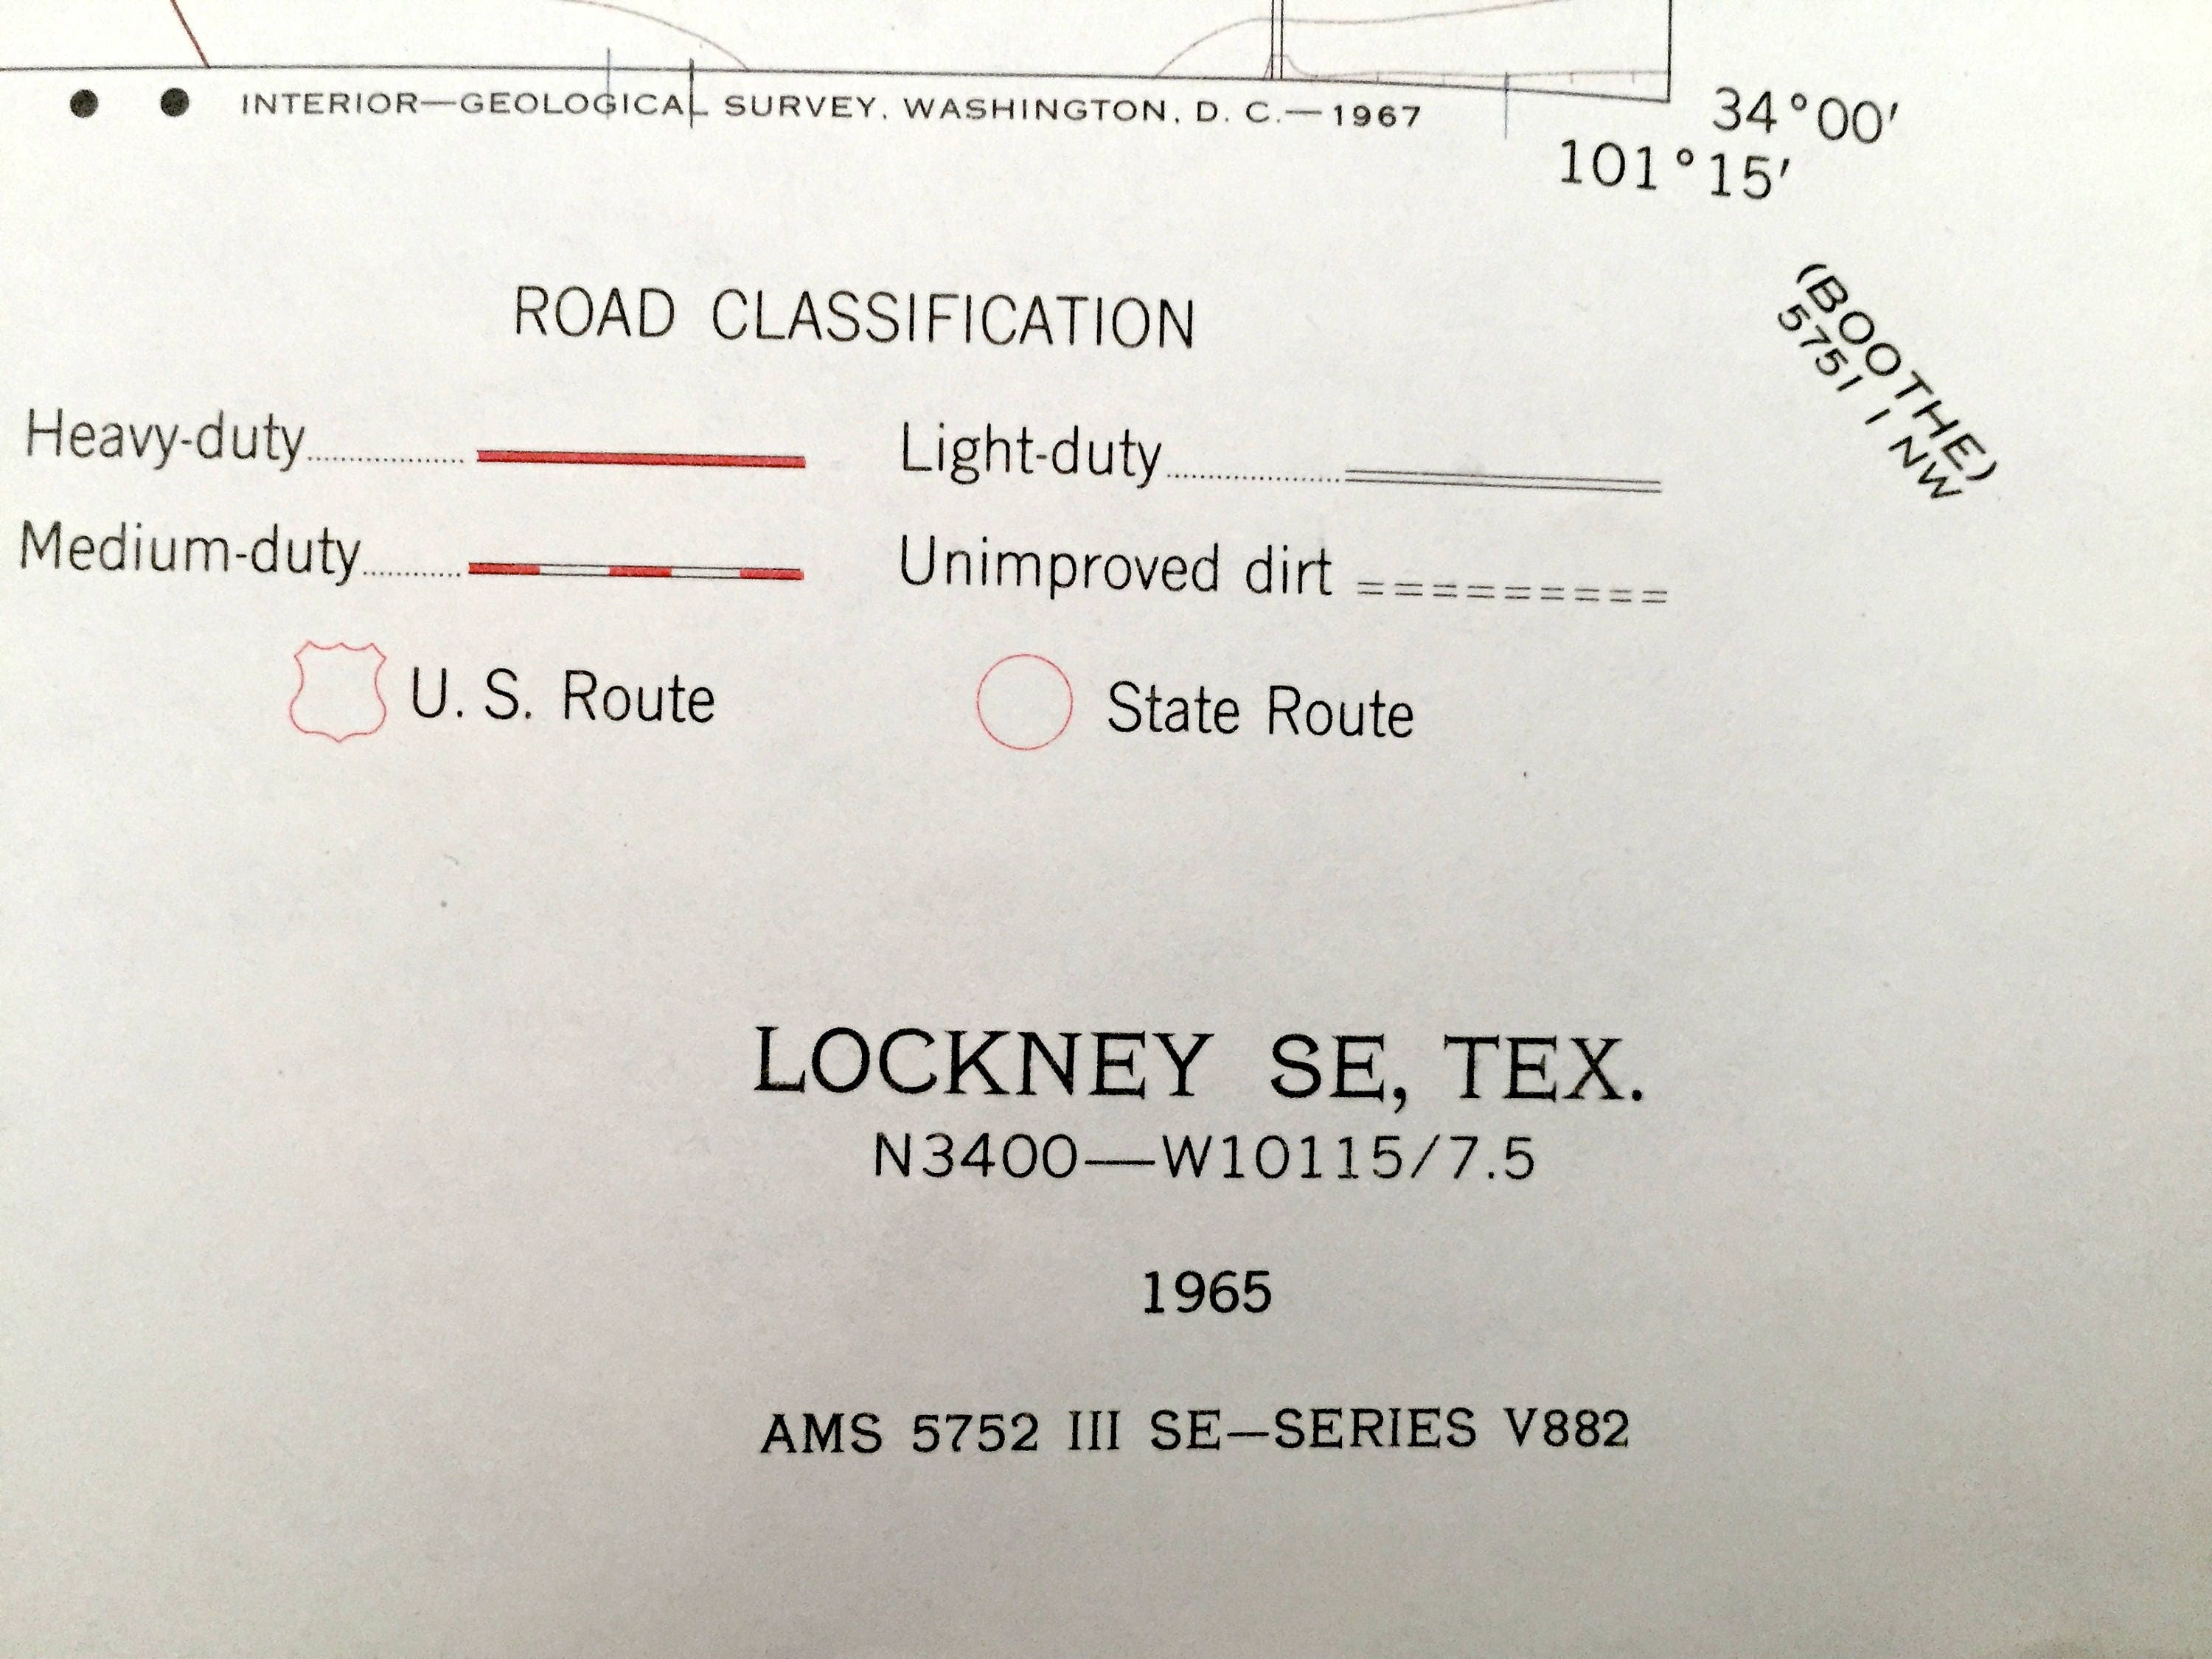 INTERIOR—GEOLOGICAL SURVEY, WASHINGTON, D. C.—1967
34°00′
101°15′
(BOOTHE)
5751 I NW
ROAD CLASSIFICATION
Heavy-duty Light-duty
Medium-duty Unimproved dirt
U. S. Route State Route
LOCKNEY SE, TEX.
N3400—W10115/7.5
1965
AMS 5752 III SE—SERIES V882